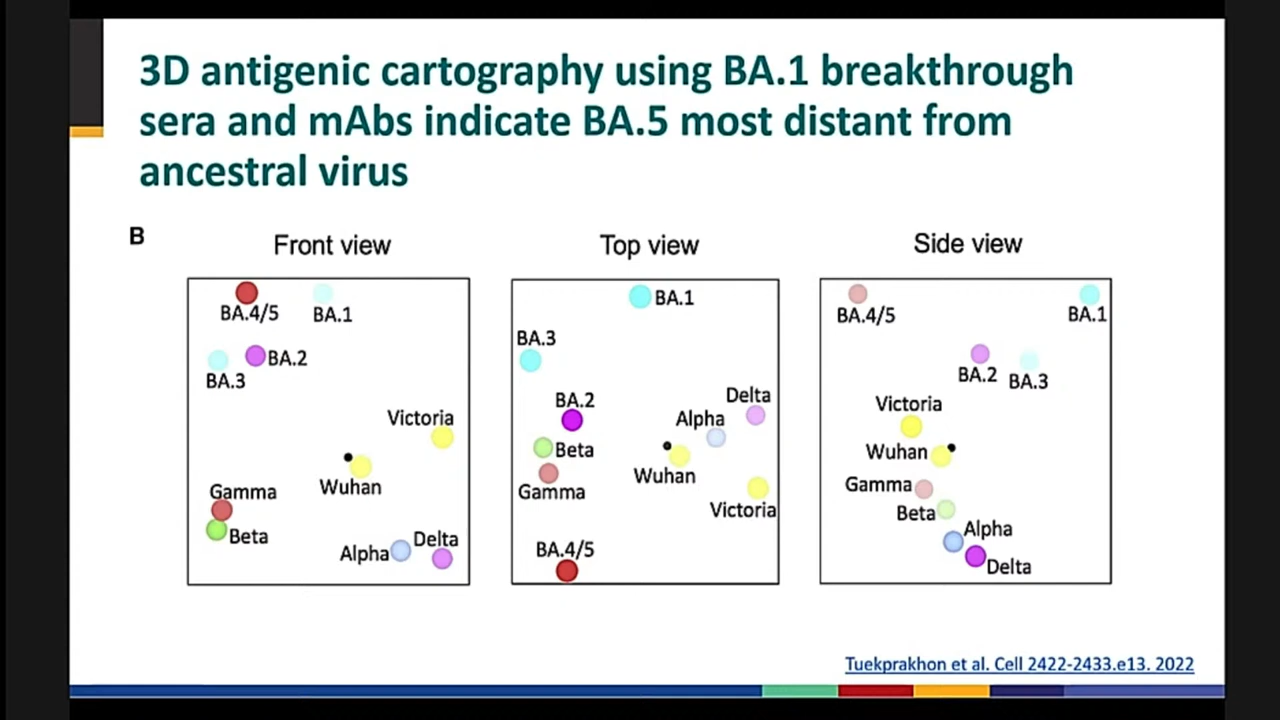 3D antigenic cartography using BA.1 breakthrough
sera and mAbs indicate BA.5 most distant from
ancestral virus
B
Front view
BA.4/5
BA.1
BA.2
BA.3
Victoria
Wuhan
Gamma
Beta
Alpha
Delta
Top view
BA.1
BA.3
BA.2
Delta
Alpha
Beta
Wuhan
Gamma
Victoria
BA.4/5
Side view
BA.4/5
BA.1
BA.2
BA.3
Victoria
Wuhan
Gamma
Beta
Alpha
Delta
Tuekprakhon et al. Cell 2422-2433.e13. 2022